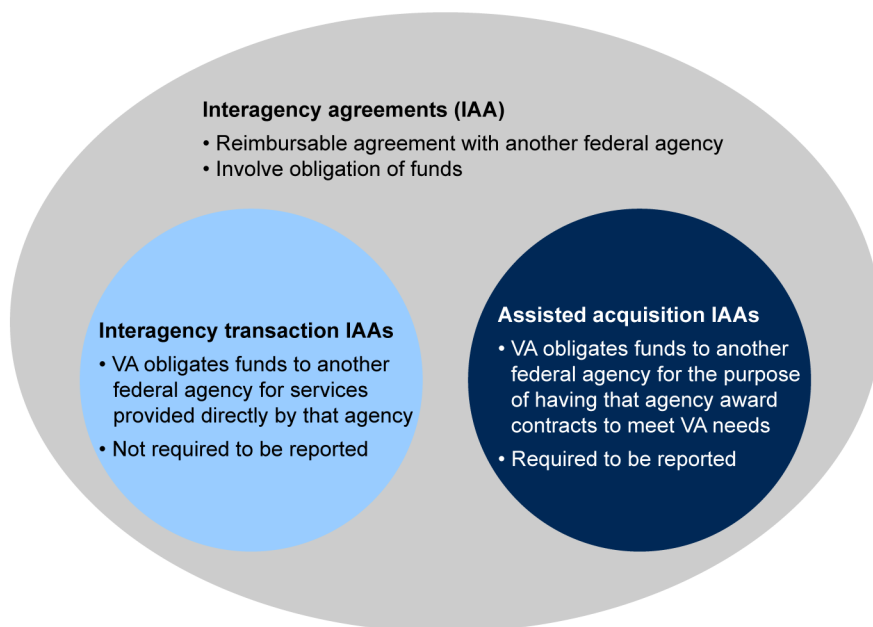 Interagency agreements (IAA)
• Reimbursable agreement with another federal agency
• Involve obligation of funds
Interagency transaction IAAs
• VA obligates funds to another
federal agency for services
provided directly by that agency
• Not required to be reported
Assisted acquisition IAAs
• VA obligates funds to another
federal agency for the purpose
of having that agency award
contracts to meet VA needs
• Required to be reported